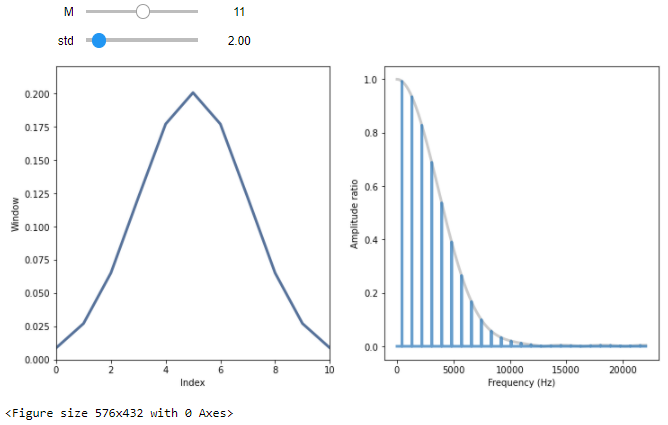 M 11
std 2.00
0.200
0.175
0.150
0.125
0.100
0.075
0.050
0.025
0.000
Window
0 2 4 6 8 10
Index
1.0
0.8
0.6
0.4
0.2
0.0
Amplitude ratio
0 5000 10000 15000 20000
Frequency (Hz)
<Figure size 576x432 with 0 Axes>